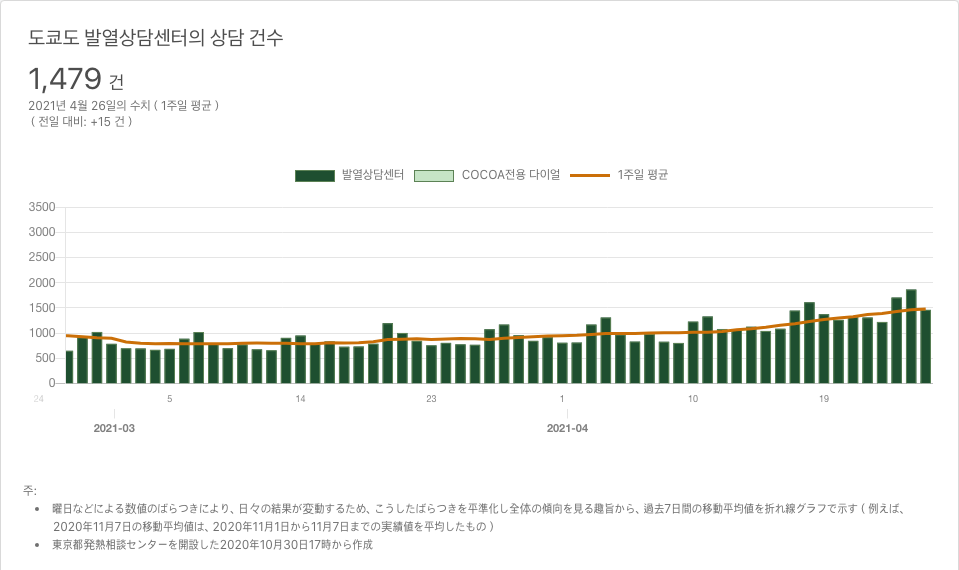 도쿄도 발열상담센터의 상담 건수
1,479 건
2021년 4월 26일의 수치 ( 1주일 평균 )
( 전일 대비: +15 건 )
발열상담센터 COCOA전용 다이얼 1주일 평균
3500
3000
2500
2000
1500
1000
500
0
24 5 14 23 1 10 19
2021-03 2021-04
주:
• 曜日などによる数値のばらつきにより、日々の結果が変動するため、こうしたばらつきを平準化し全体の傾向を見る趣旨から、過去7日間の移動平均値を折れ線グラフで示す ( 例えば、
2020年11月7日の移動平均値は、2020年11月1日から11月7日までの実績値を平均したもの )
• 東京都発熱相談センターを開設した2020年10月30日17時から作成